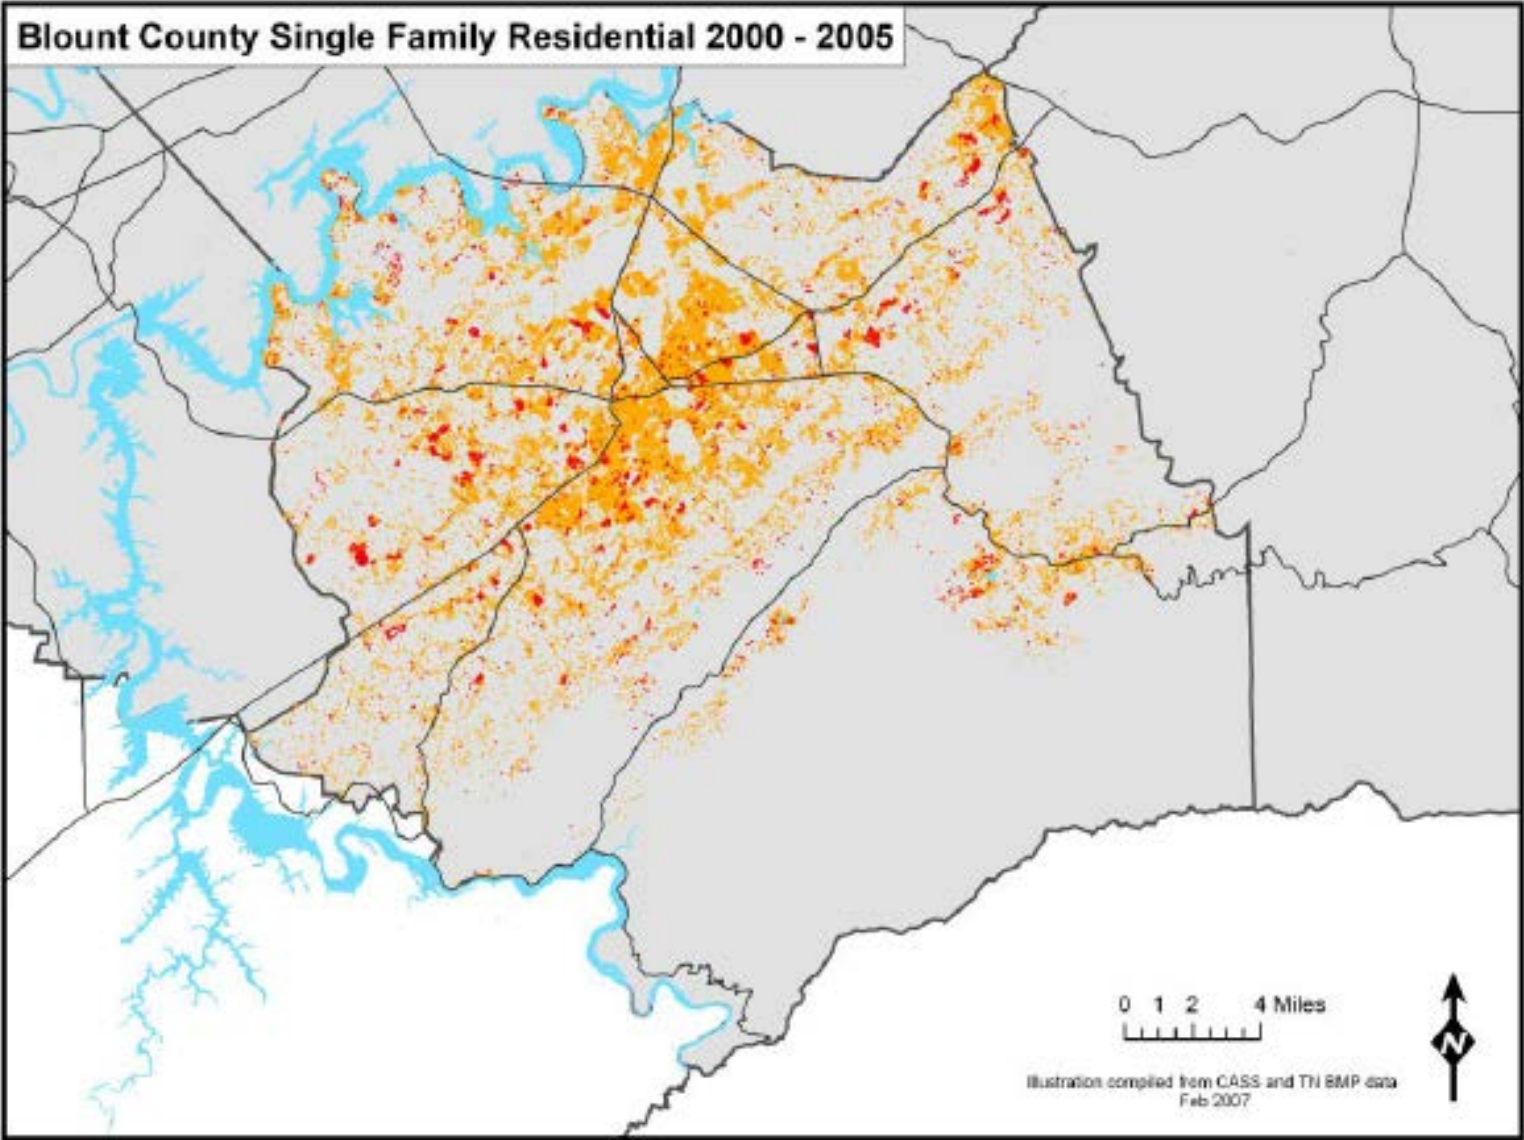 Blount County Single Family Residential 2000 - 2005
0 1 2 4 Miles
N
Illustration compiled from CASS and TN BMP data
Feb 2007